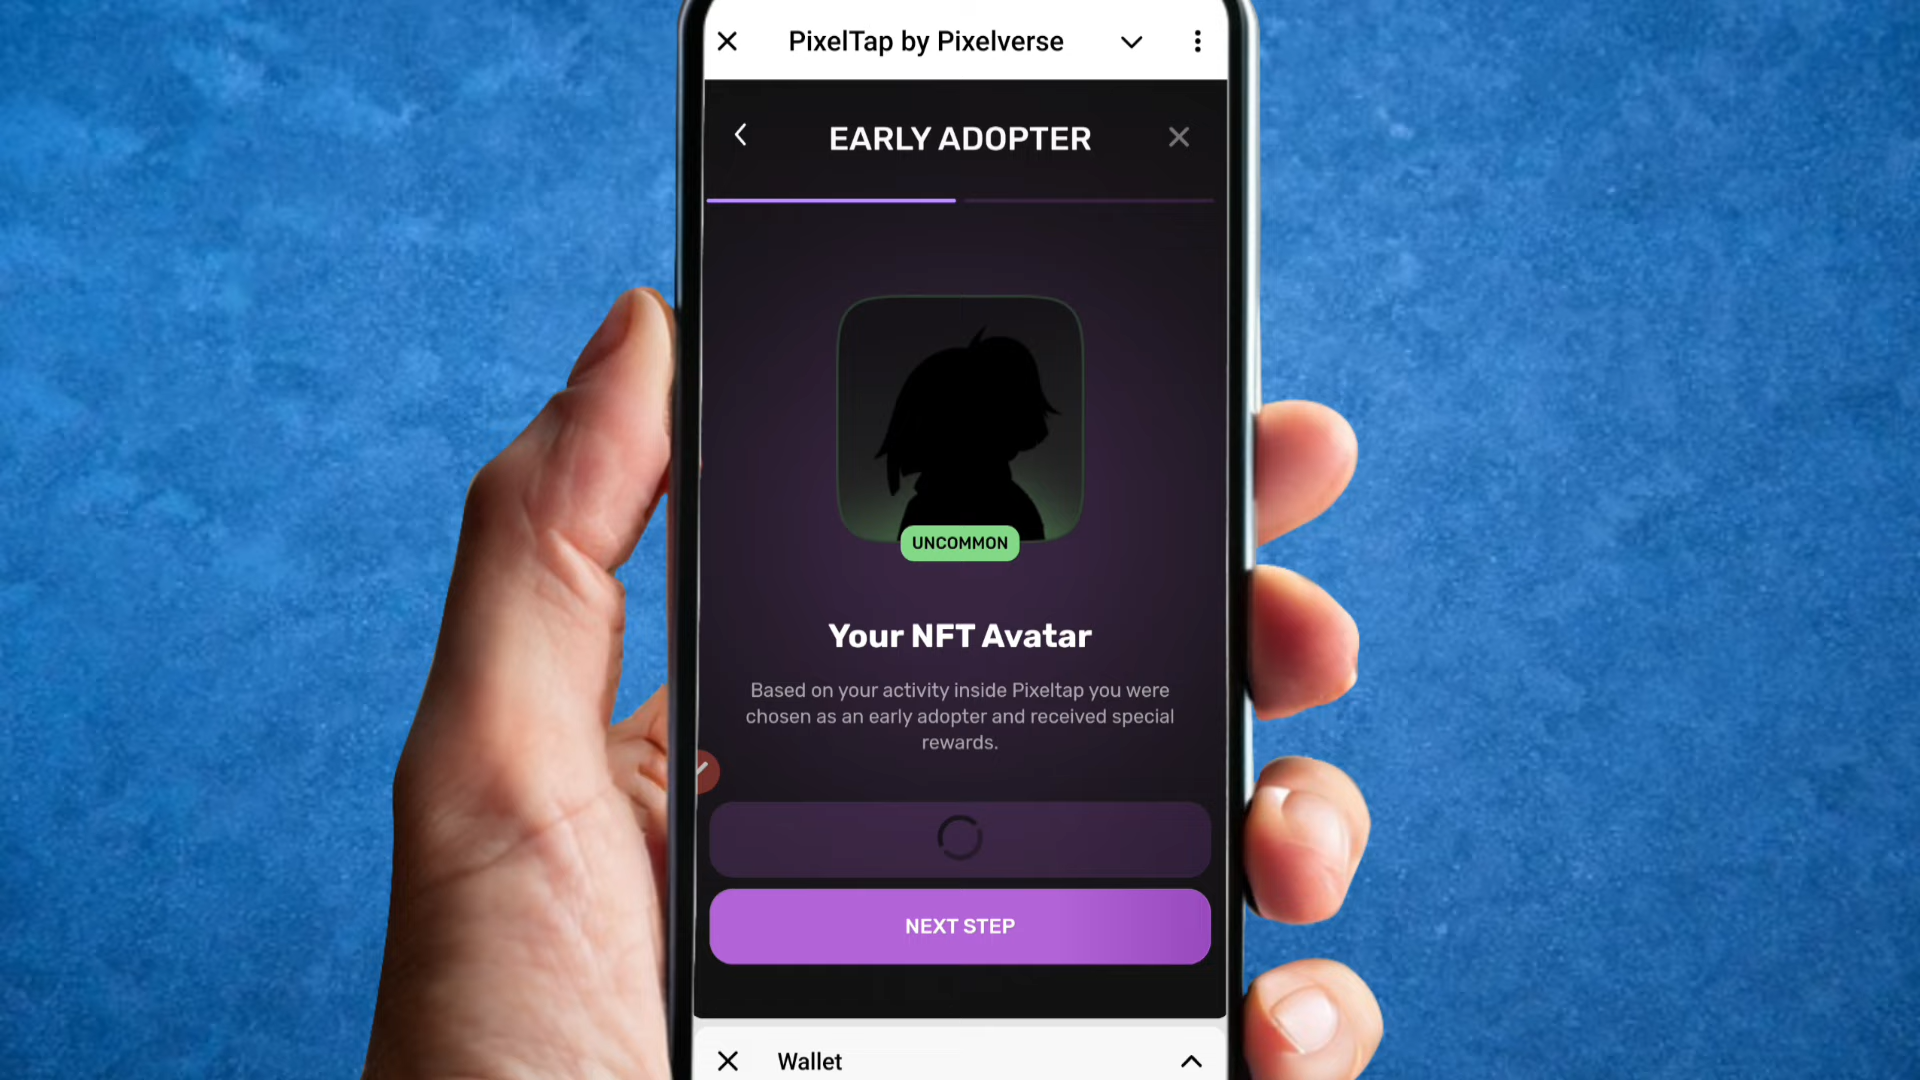 PixelTap by Pixelverse
EARLY ADOPTER
UNCOMMON
Your NFT Avatar
Based on your activity inside Pixeltap you were
chosen as an early adopter and received special
rewards.
NEXT STEP
Wallet